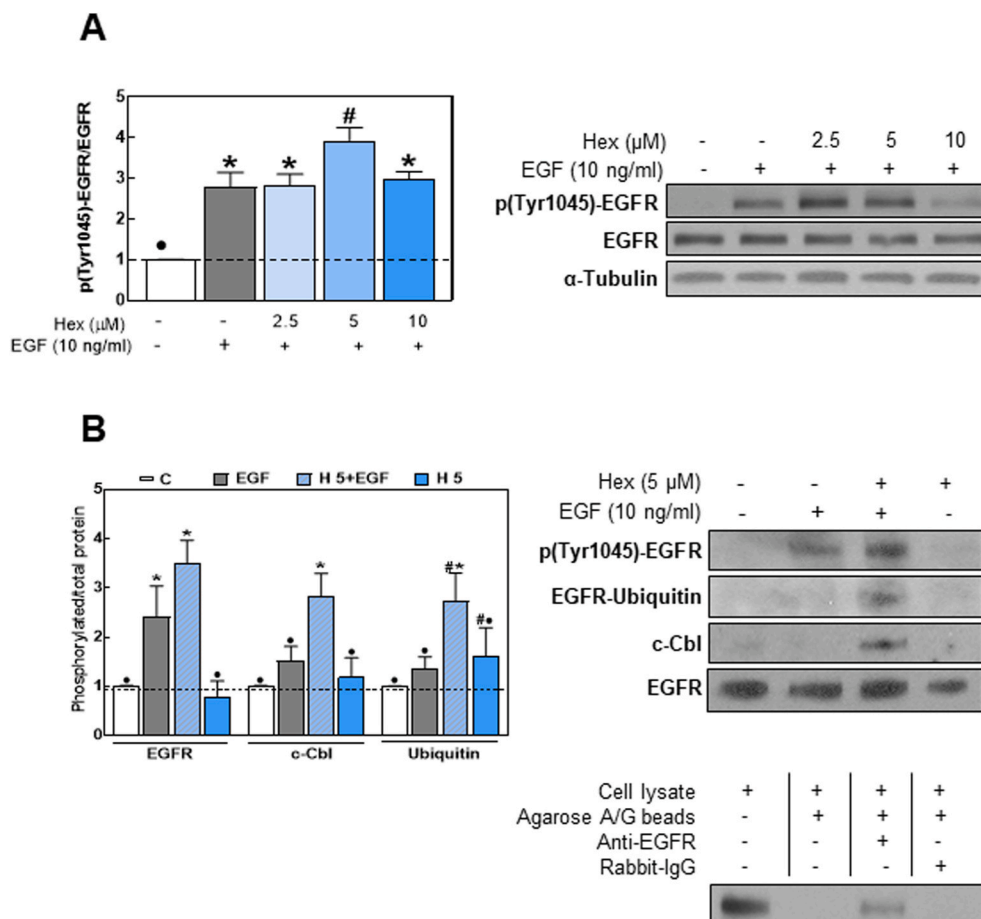 A
p(Tyr1045)-EGFR/EGFR
5
4
3
2
1
0
● * * # *
Hex (μM) - - 2.5 5 10
EGF (10 ng/ml) - + + + +
Hex (μM) - - 2.5 5 10
EGF (10 ng/ml) - + + + +
p(Tyr1045)-EGFR
EGFR
α-Tubulin
B
C EGF H 5+EGF H 5
Phosphorylated/total protein
5
4
3
2
1
0
● * * ● ● ● * ● ● ● #* #●
EGFR c-Cbl Ubiquitin
Hex (5 μM) - - + +
EGF (10 ng/ml) - + + -
p(Tyr1045)-EGFR
EGFR-Ubiquitin
c-Cbl
EGFR
Cell lysate + + + +
Agarose A/G beads - + + +
Anti-EGFR - - + -
Rabbit-IgG - - - +